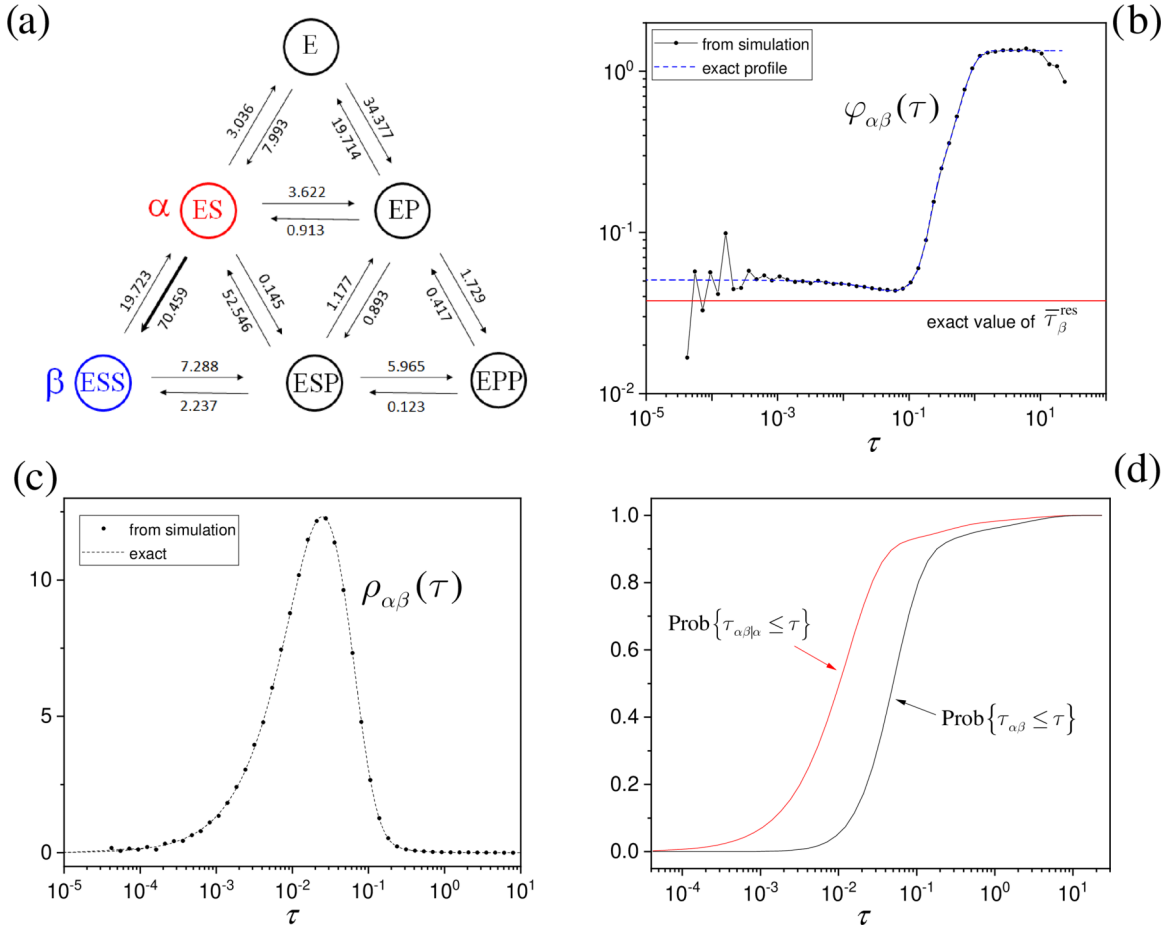 (a)
E
3.036
7.993
34.377
19.714
α
ES
3.622
0.913
EP
19.723
70.459
0.145
52.546
1.177
0.893
1.729
0.417
β
ESS
7.288
2.237
ESP
5.965
0.123
EPP
(b)
from simulation
exact profile
φαβ(τ)
exact value of τ̅β^res
10^0
10^-1
10^-2
10^-5
10^-3
10^-1
10^1
τ
(c)
from simulation
exact
ραβ(τ)
10
5
0
10^-5
10^-4
10^-3
10^-2
10^-1
10^0
10^1
τ
(d)
1.0
0.8
0.6
0.4
0.2
0.0
Prob{ταβ|α ≤ τ}
Prob{ταβ ≤ τ}
10^-4
10^-3
10^-2
10^-1
10^0
10^1
τ